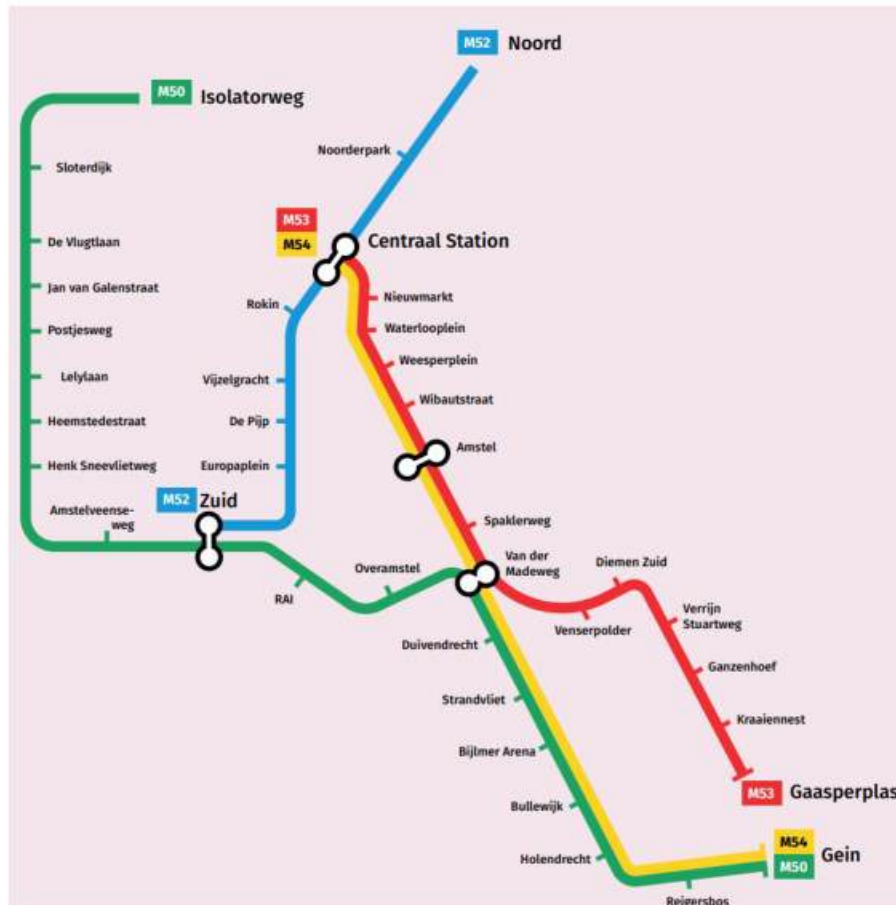 M52 Noord
M50 Isolatorweg
Noorderpark
Sloterdijk
M53
M54
Centraal Station
De Vlugtlaan
Jan van Galenstraat
Nieuwmarkt
Rokin
Postjesweg
Waterlooplein
Weesperplein
Lelylaan
Vijzelgracht
Wibautstraat
Heemstedestraat
De Pijp
Amstel
Henk Sneevlietweg
Europaplein
M52 Zuid
Amstelveense-
weg
Spaklerweg
Van der
Madeweg
Diemen Zuid
Overamstel
RAI
Verrijn
Stuartweg
Venserpolder
Duivendrecht
Ganzenhoef
Strandvliet
Kraaiennest
Bijlmer Arena
M53 Gaasperplas
Bullewijk
M54
M50
Gein
Holendrecht
Reigersbos